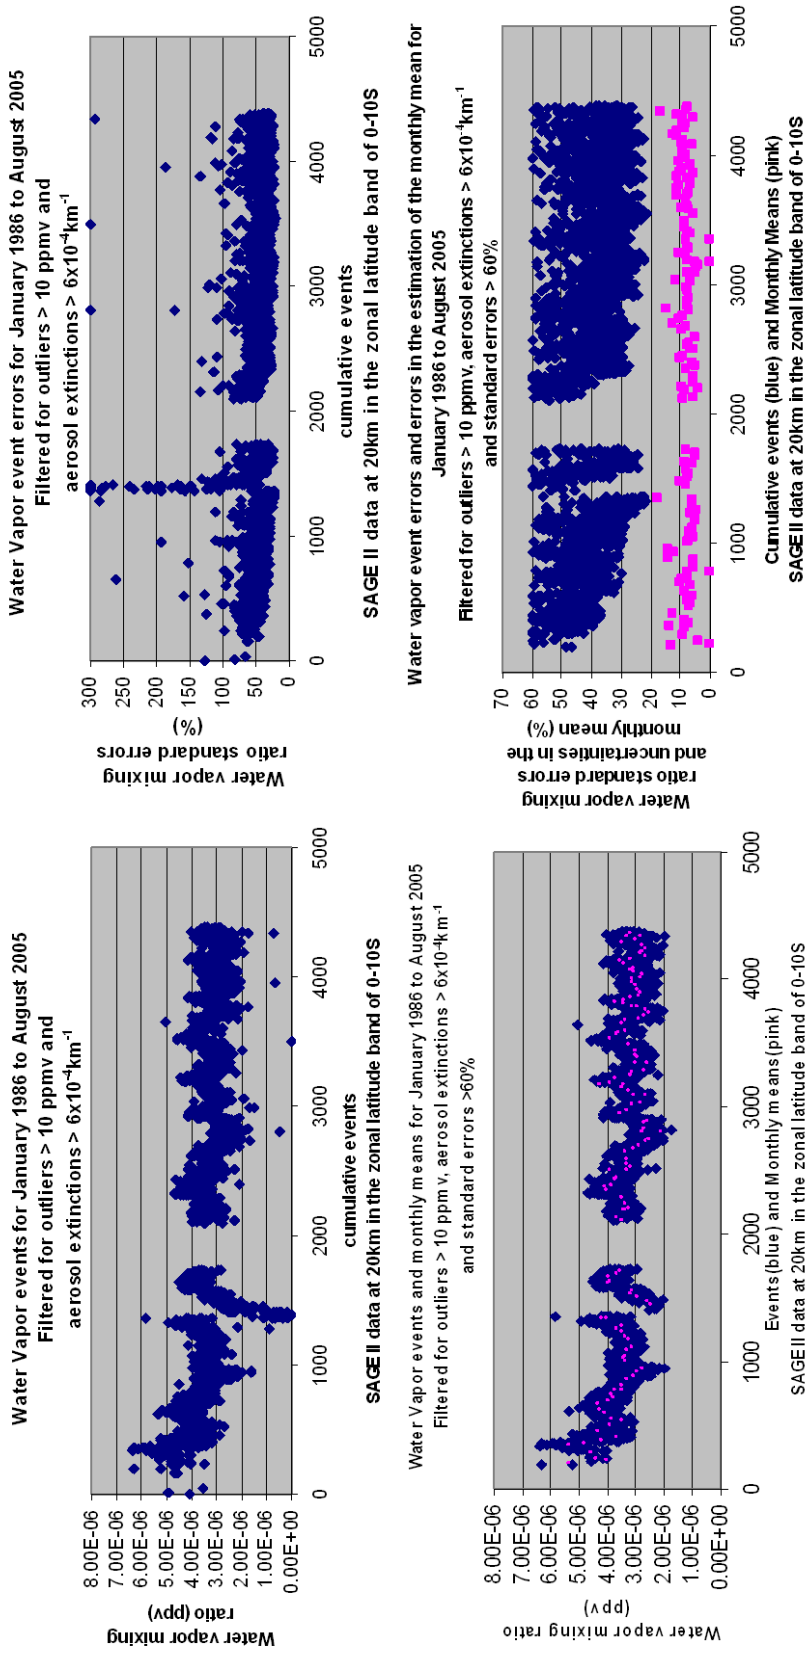 Water Vapor events for January 1986 to August 2005
Filtered for outliers > 10 ppmv and
aerosol extinctions > 6x10⁻⁴km⁻¹
Water vapor mixing
ratio (ppv)
8.00E-06
7.00E-06
6.00E-06
5.00E-06
4.00E-06
3.00E-06
2.00E-06
1.00E-06
0.00E+00
0
1000
2000
3000
4000
5000
cumulative events
SAGE II data at 20km in the zonal latitude band of 0-10S
Water Vapor event errors for January 1986 to August 2005
Filtered for outliers > 10 ppmv and
aerosol extinctions > 6x10⁻⁴km⁻¹
Water vapor mixing
ratio standard errors
(%)
300
250
200
150
100
50
0
0
1000
2000
3000
4000
5000
cumulative events
SAGE II data at 20km in the zonal latitude band of 0-10S
Water Vapor events and monthly means for January 1986 to August 2005
Filtered for outliers > 10 ppm v, aerosol extinctions > 6x10⁻⁴km⁻¹
and standard errors >60%
Water vapor mixing ratio
(ppv)
8.00E-06
7.00E-06
6.00E-06
5.00E-06
4.00E-06
3.00E-06
2.00E-06
1.00E-06
0.00E+00
0
1000
2000
3000
4000
5000
Events(blue) and Monthly means(pink)
SAGE II data at 20km in the zonal latitude band of 0-10S
Water vapor event errors and errors in the estimation of the monthly mean for
January 1986 to August 2005
Filtered for outliers > 10 ppmv, aerosol extinctions > 6x10⁻⁴km⁻¹
and standard errors > 60%
Water vapor mixing
ratio standard errors
and uncertainties in the
monthly mean (%)
70
60
50
40
30
20
10
0
0
1000
2000
3000
4000
5000
Cumulative events (blue) and Monthly Means (pink)
SAGE II data at 20km in the zonal latitude band of 0-10S